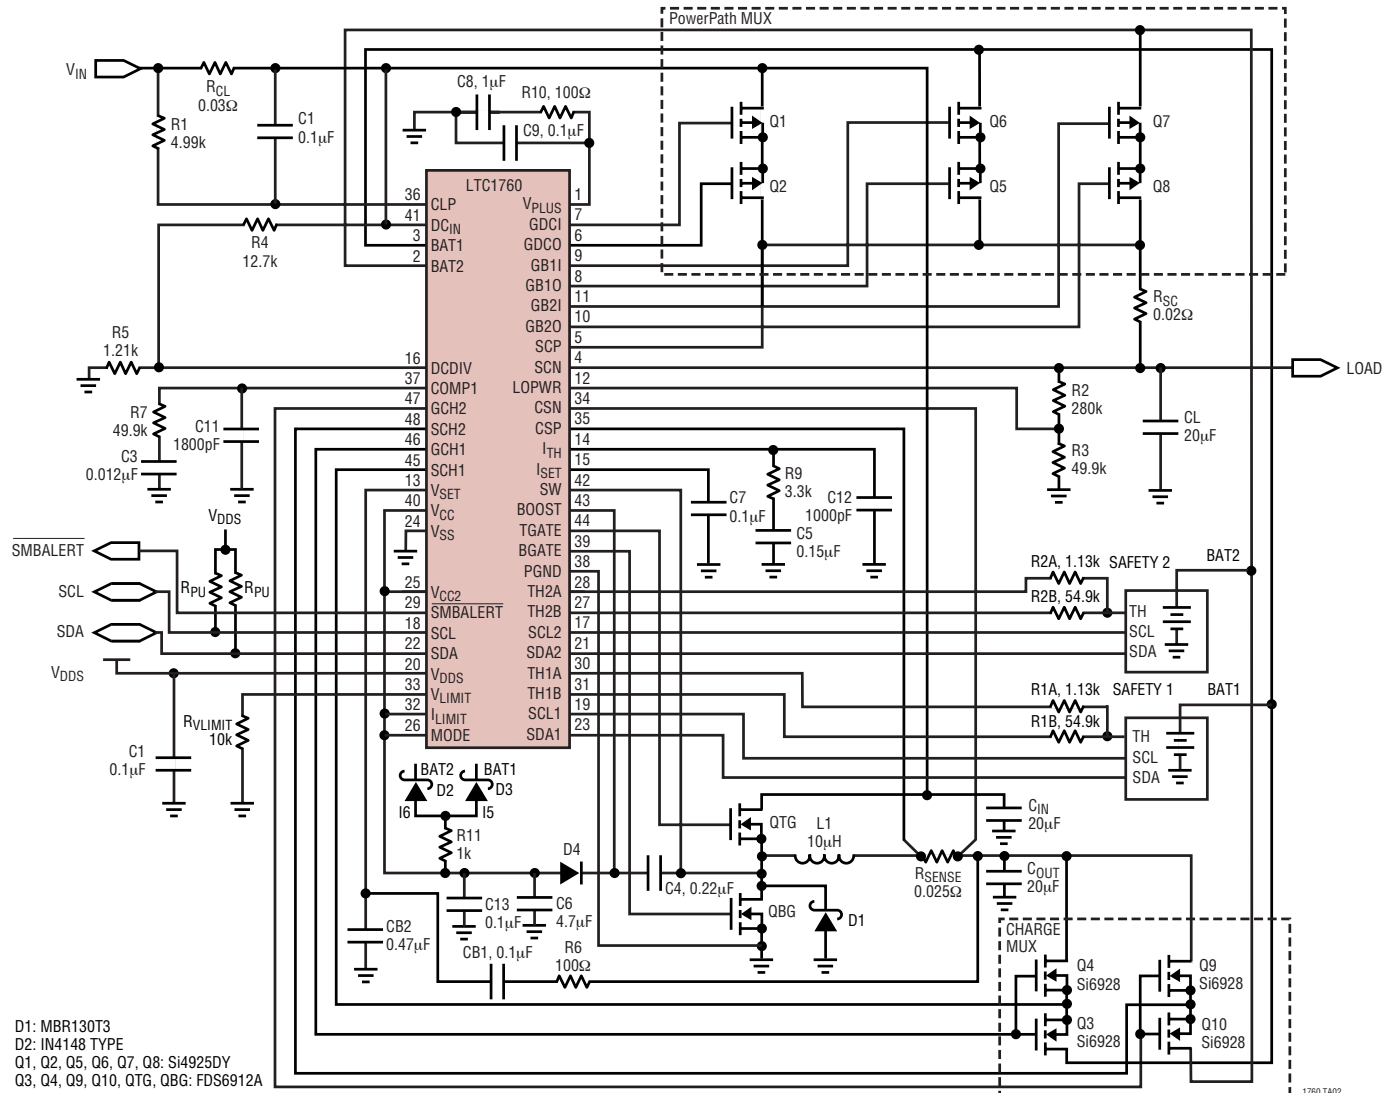 PowerPath MUX
VIN
RCL
0.03Ω
C1
0.1µF
R1
4.99k
C8, 1µF
R10, 100Ω
C9, 0.1µF
Q1
Q2
Q6
Q5
Q7
Q8
LTC1760
36 CLP
41 DCIN
3 BAT1
2 BAT2
16 DCDIV
37 COMP1
47 GCH2
48 SCH2
46 GCH1
45 SCH1
13 VSET
40 VCC
24 VSS
25 VCC2
29 SMBALERT
18 SCL
22 SDA
20 VDDS
33 VLIMIT
32 ILIMIT
26 MODE
VPLUS 1
GDCI 7
GDCO 6
GB1I 9
GB1O 8
GB2I 11
GB2O 10
SCP 5
SCN 4
LOPWR 12
CSN 34
CSP 35
ITH 14
ISET 15
SW 42
BOOST 43
TGATE 44
BGATE 39
PGND 38
TH2A 28
TH2B 27
SCL2 17
SDA2 21
TH1A 30
TH1B 31
SCL1 19
SDA1 23
R4
12.7k
R5
1.21k
R7
49.9k
C11
1800pF
C3
0.012µF
VDDS
SMBALERT
SCL
SDA
RPU
RPU
VDDS
RVLIMIT
10k
C1
0.1µF
RSC
0.02Ω
LOAD
R2
280k
R3
49.9k
CL
20µF
C7
0.1µF
R9
3.3k
C5
0.15µF
C12
1000pF
R2A, 1.13k
SAFETY 2
BAT2
R2B, 54.9k
TH
SCL
SDA
R1A, 1.13k
SAFETY 1
BAT1
R1B, 54.9k
TH
SCL
SDA
BAT2
D2
I6
BAT1
D3
I5
R11
1k
D4
C13
0.1µF
C6
4.7µF
C4, 0.22µF
CB2
0.47µF
CB1, 0.1µF
R6
100Ω
QTG
QBG
D1
L1
10µH
RSENSE
0.025Ω
CIN
20µF
COUT
20µF
CHARGE
MUX
Q4
Si6928
Q3
Si6928
Q9
Si6928
Q10
Si6928
D1: MBR130T3
D2: IN4148 TYPE
Q1, Q2, Q5, Q6, Q7, Q8: Si4925DY
Q3, Q4, Q9, Q10, QTG, QBG: FDS6912A
1760 TA02